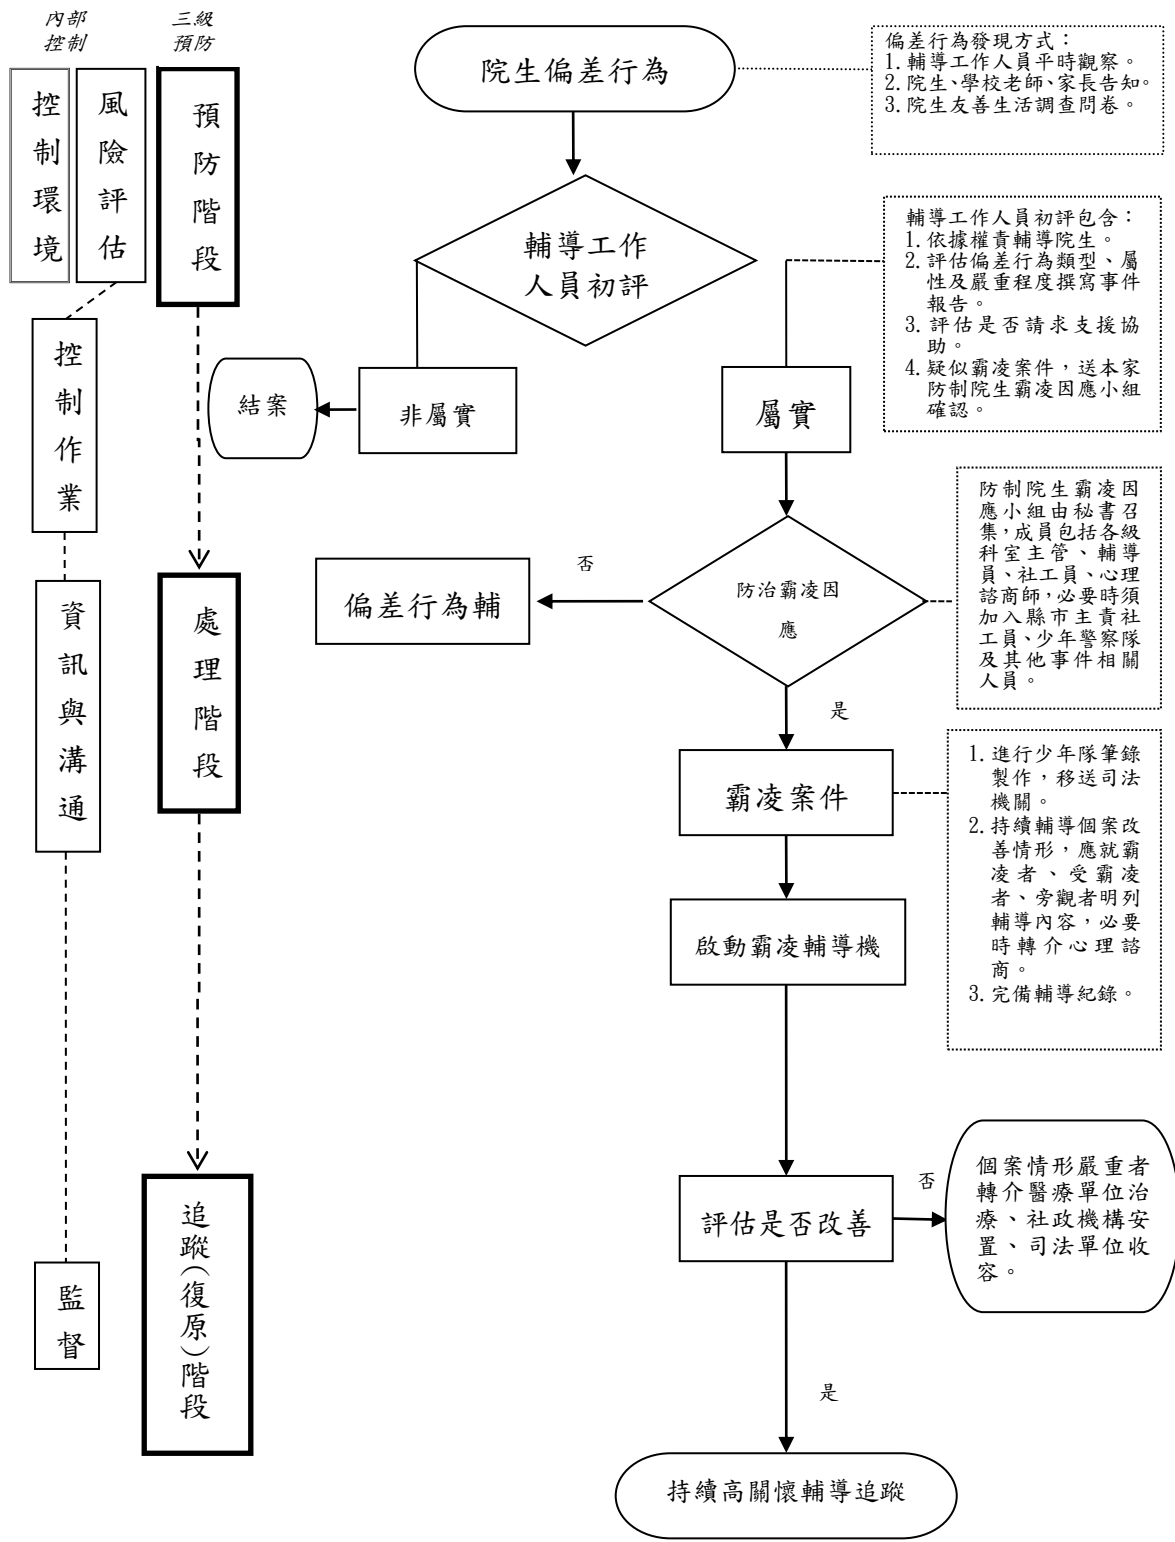 內部
控制
三級
預防
控制環境
風險評估
預防階段
控制作業
資訊與溝通
處理階段
監督
追蹤(復原)階段
院生偏差行為
偏差行為發現方式：
1. 輔導工作人員平時觀察。
2. 院生、學校老師、家長告知。
3. 院生友善生活調查問卷。
輔導工作
人員初評
輔導工作人員初評包含：
1. 依據權責輔導院生。
2. 評估偏差行為類型、屬
性及嚴重程度撰寫事件
報告。
3. 評估是否請求支援協
助。
4. 疑似霸凌案件，送本家
防制院生霸凌因應小組
確認。
結案
非屬實
屬實
防制院生霸凌因
應小組由秘書召
集，成員包括各級
科室主管、輔導
員、社工員、心理
諮商師，必要時須
加入縣市主責社
工員、少年警察隊
及其他事件相關
人員。
否
偏差行為輔
防治霸凌因
應
是
霸凌案件
1. 進行少年隊筆錄
製作，移送司法
機關。
2. 持續輔導個案改
善情形，應就霸
凌者、受霸凌
者、旁觀者明列
輔導內容，必要
時轉介心理諮
商。
3. 完備輔導紀錄。
啟動霸凌輔導機
評估是否改善
否
個案情形嚴重者
轉介醫療單位治
療、社政機構安
置、司法單位收
容。
是
持續高關懷輔導追蹤